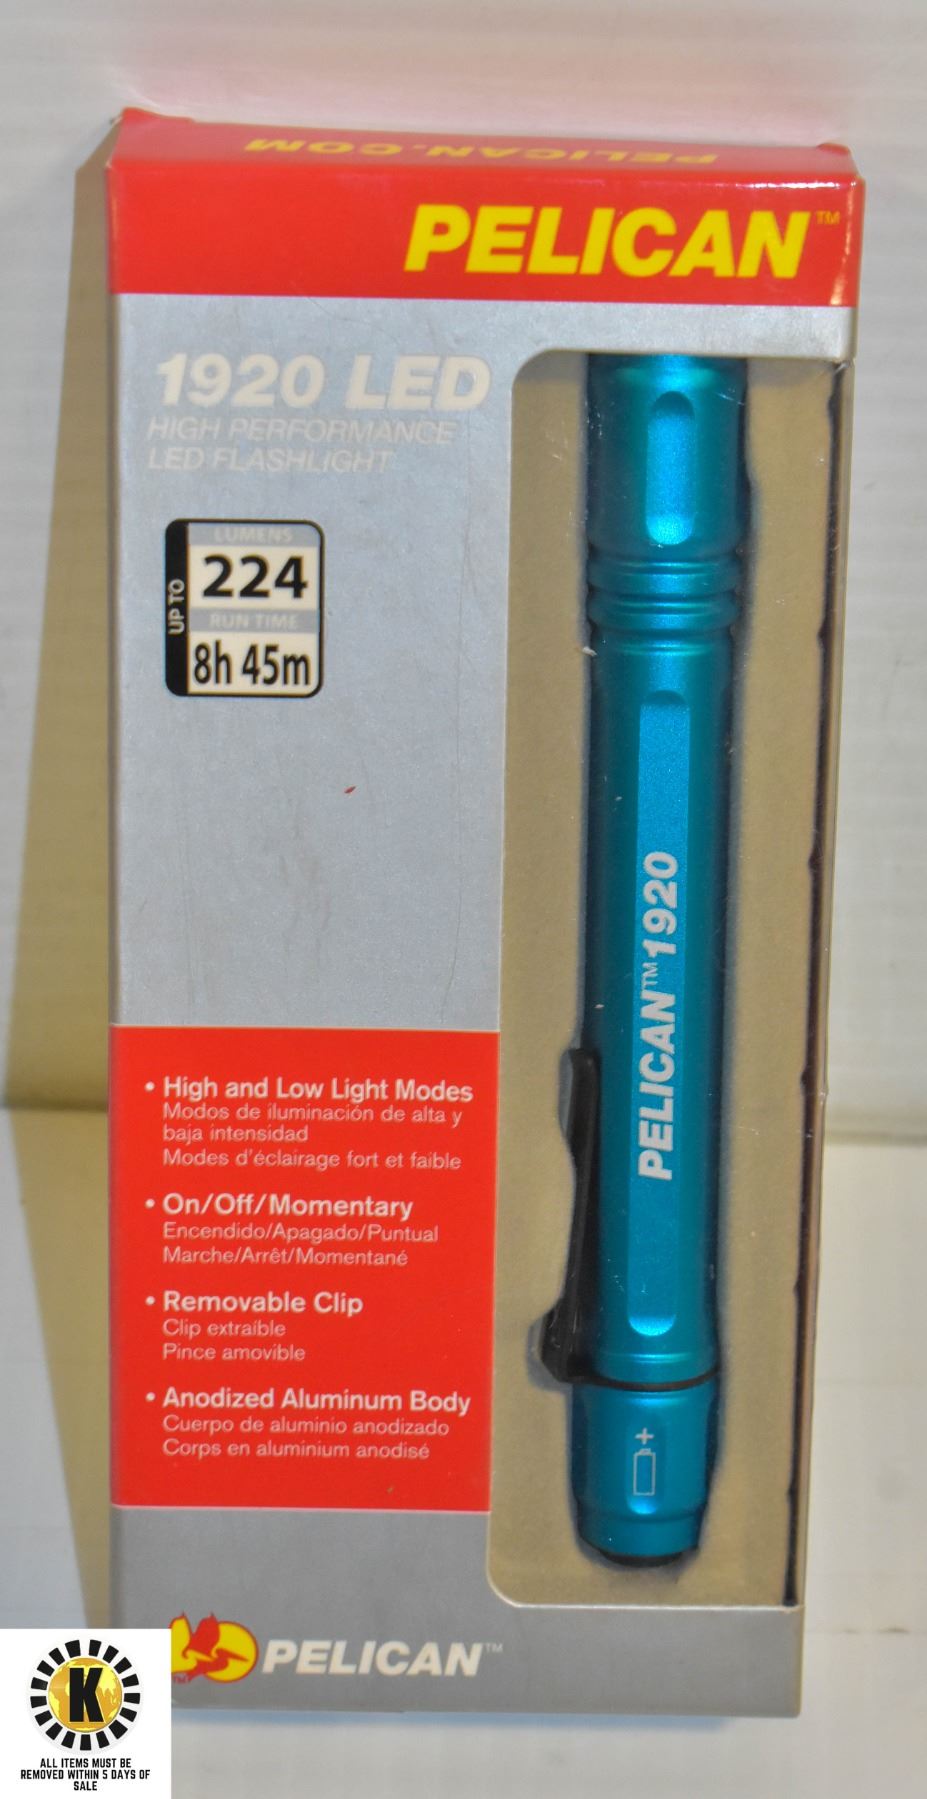 PELICAN.COM
PELICAN™
1920 LED
HIGH PERFORMANCE
LED FLASHLIGHT
UP TO
LUMENS
224
RUN TIME
8h 45m
PELICAN™ 1920
• High and Low Light Modes
Modos de iluminación de alta y
baja intensidad
Modes d'éclairage fort et faible
• On/Off/Momentary
Encendido/Apagado/Puntual
Marche/Arrêt/Momentané
• Removable Clip
Clip extraíble
Pince amovible
• Anodized Aluminum Body
Cuerpo de aluminio anodizado
Corps en aluminium anodisé
+
PELICAN™
K
ALL ITEMS MUST BE
REMOVED WITHIN 5 DAYS OF
SALE